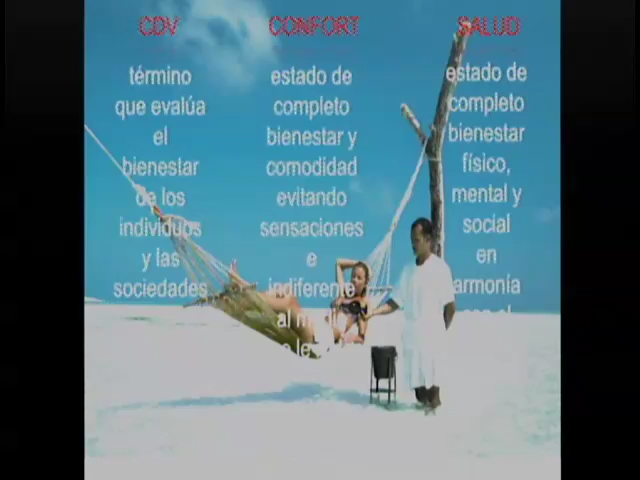 CDV
término
que evalúa
el
bienestar
de los
individuos
y las
sociedades
CONFORT
estado de
completo
bienestar y
comodidad
evitando
sensaciones
e
indiferente
al
SALUD
estado de
completo
bienestar
físico,
mental y
social
en
armonía